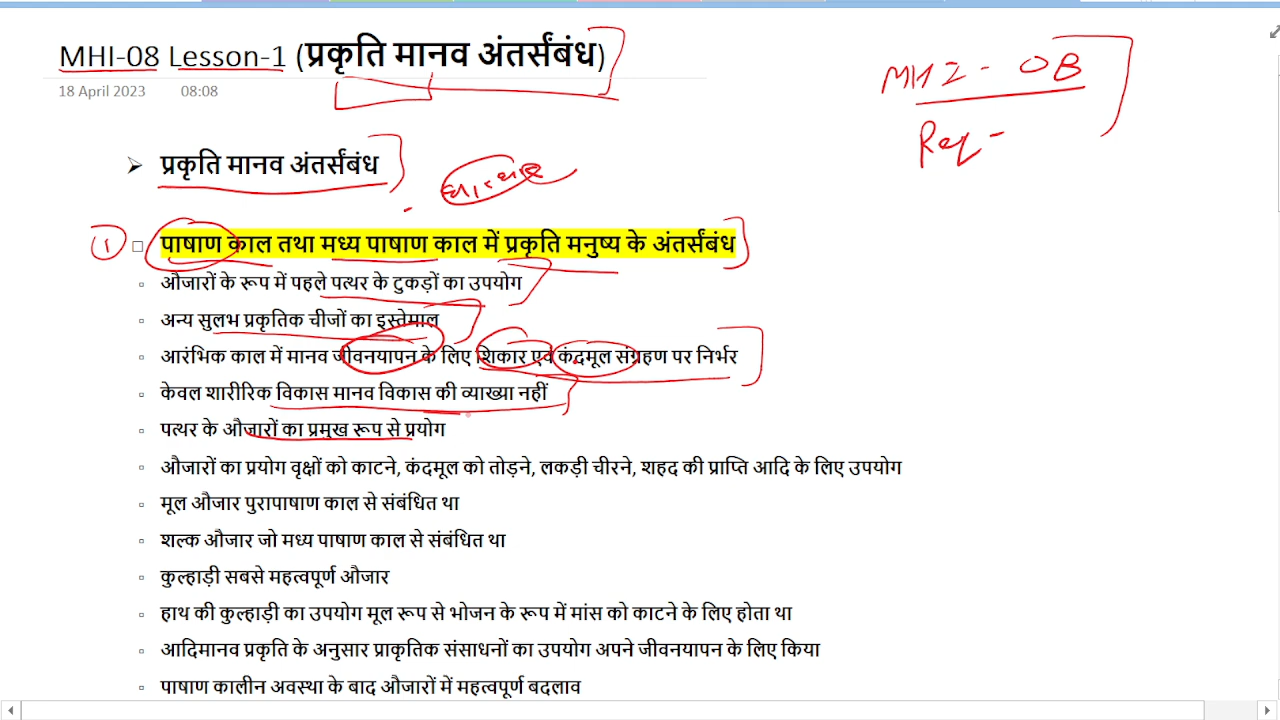 MHI-08 Lesson-1 (प्रकृति मानव अंतर्संबंध)
MHI - 08
18 April 2023 08:08
Req -
➢ प्रकृति मानव अंतर्संबंध
① पाषाण काल तथा मध्य पाषाण काल में प्रकृति मनुष्य के अंतर्संबंध
औजारों के रूप में पहले पत्थर के टुकड़ों का उपयोग
अन्य सुलभ प्रकृतिक चीजों का इस्तेमाल
आरंभिक काल में मानव जीवनयापन के लिए शिकार एवं कंदमूल संग्रहण पर निर्भर
केवल शारीरिक विकास मानव विकास की व्याख्या नहीं
पत्थर के औजारों का प्रमुख रूप से प्रयोग
औजारों का प्रयोग वृक्षों को काटने, कंदमूल को तोड़ने, लकड़ी चीरने, शहद की प्राप्ति आदि के लिए उपयोग
मूल औजार पुरापाषाण काल से संबंधित था
शल्क औजार जो मध्य पाषाण काल से संबंधित था
कुल्हाड़ी सबसे महत्वपूर्ण औजार
हाथ की कुल्हाड़ी का उपयोग मूल रूप से भोजन के रूप में मांस को काटने के लिए होता था
आदिमानव प्रकृति के अनुसार प्राकृतिक संसाधनों का उपयोग अपने जीवनयापन के लिए किया
पाषाण कालीन अवस्था के बाद औजारों में महत्वपूर्ण बदलाव